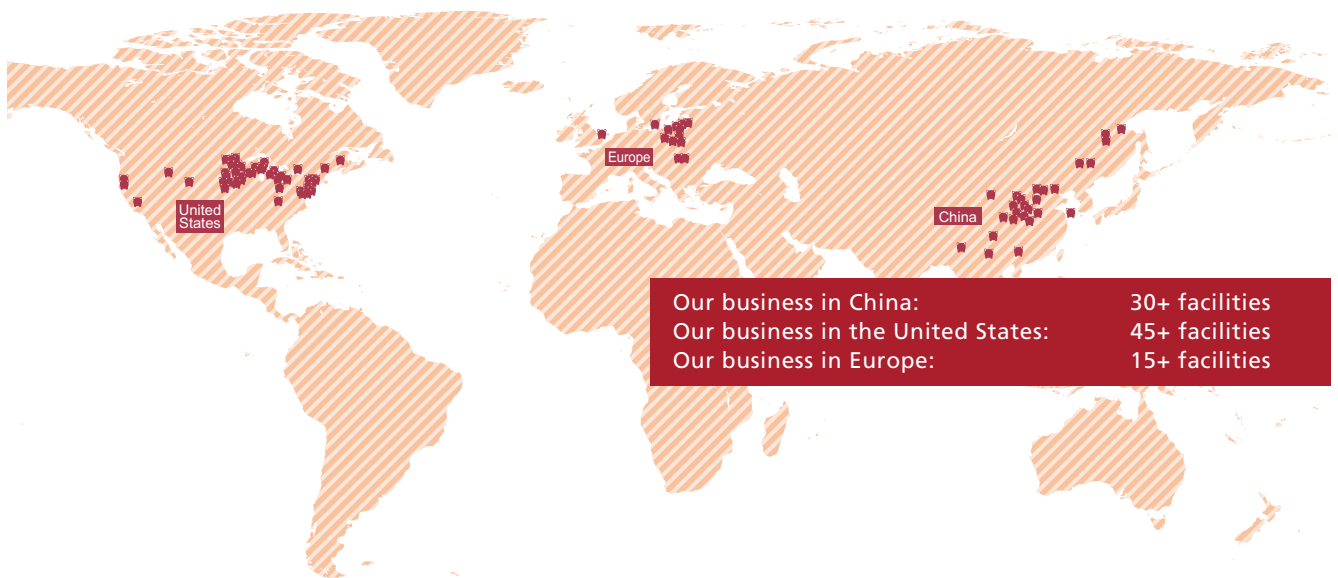 Europe
United
States
China
Our business in China: 30+ facilities
Our business in the United States: 45+ facilities
Our business in Europe: 15+ facilities